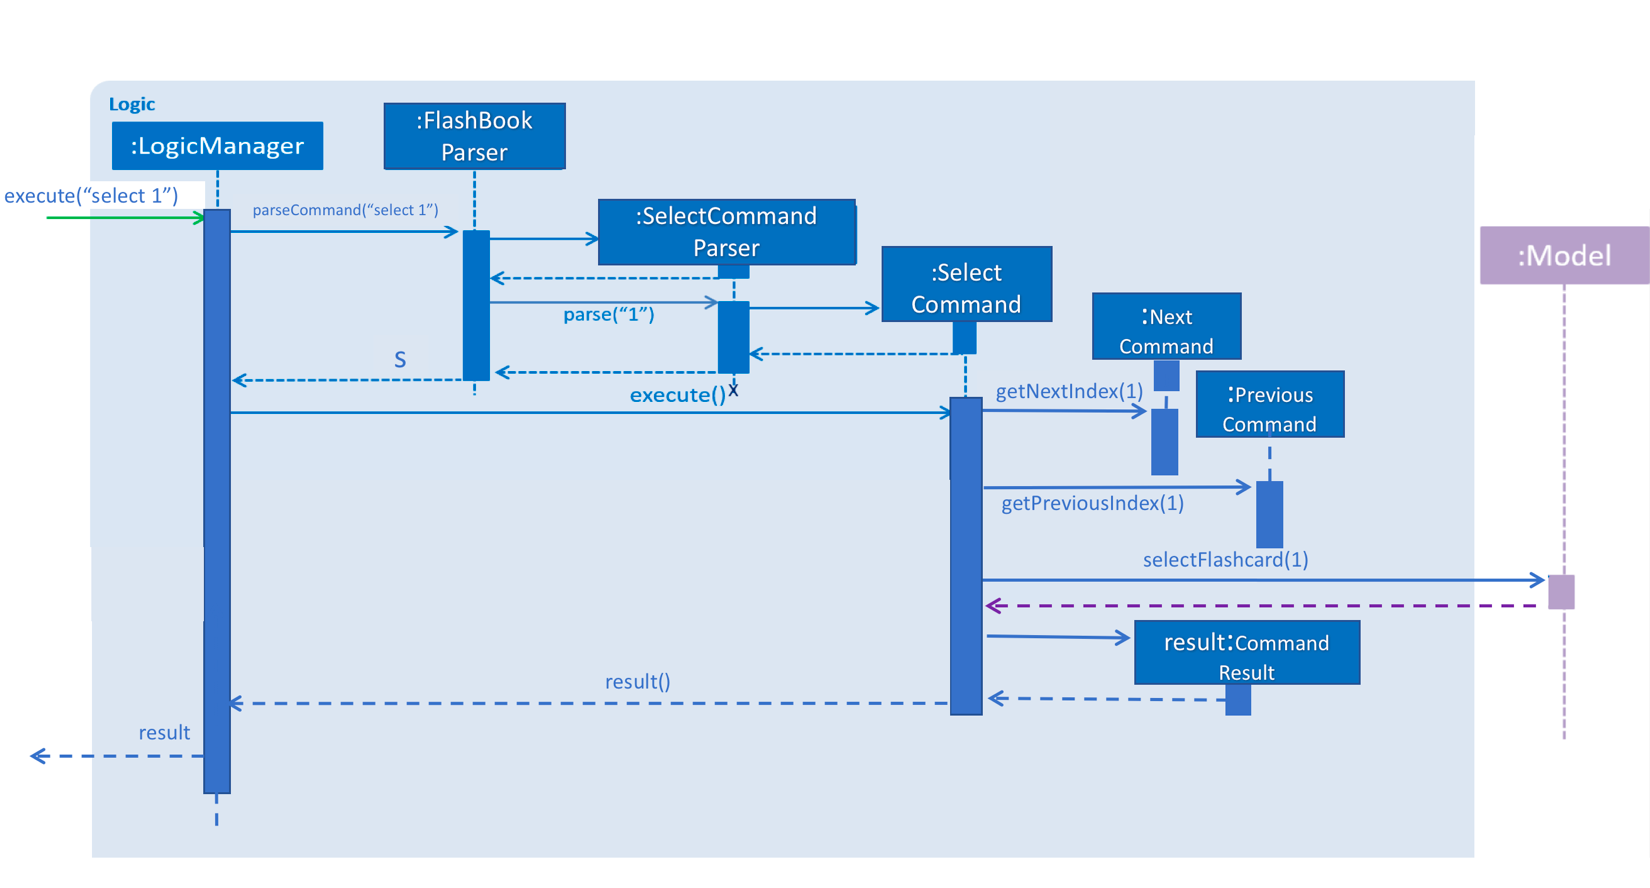 Logic
:LogicManager
:FlashBook
Parser
execute(“select 1”)
parseCommand(“select 1”)
:SelectCommand
Parser
:Select
Command
:Model
parse(“1”)
:Next
Command
S
execute()
X
getNextIndex(1)
:Previous
Command
getPreviousIndex(1)
selectFlashcard(1)
result:Command
Result
result()
result